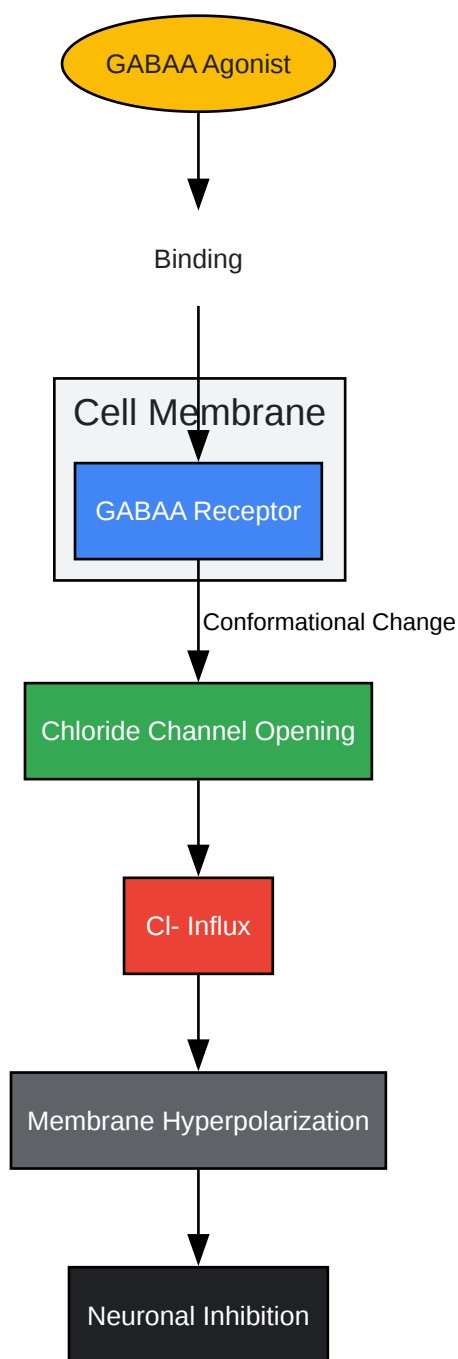 GABAA Agonist
Binding
Cell Membrane
GABAA Receptor
Conformational Change
Chloride Channel Opening
Cl- Influx
Membrane Hyperpolarization
Neuronal Inhibition